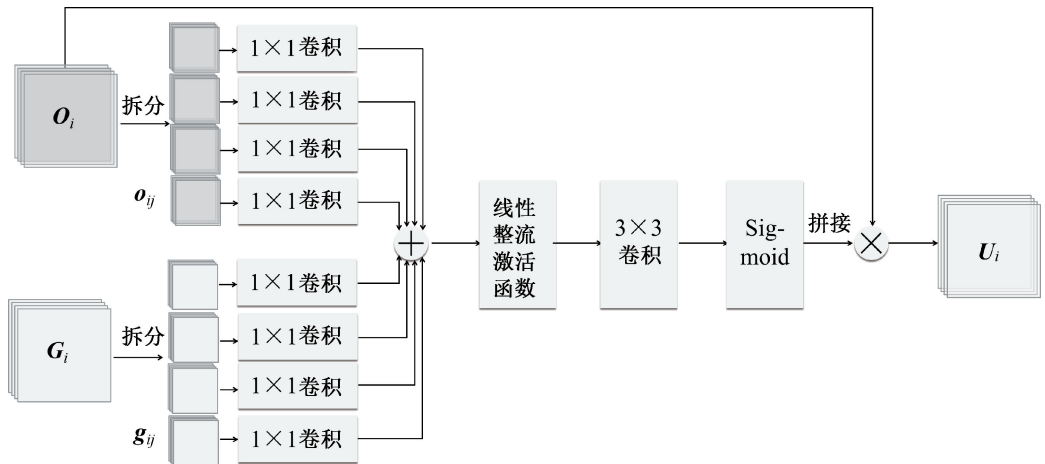 O_i
拆分
o_ij
1×1卷积
1×1卷积
1×1卷积
1×1卷积
G_i
拆分
g_ij
1×1卷积
1×1卷积
1×1卷积
1×1卷积
+
线性
整流
激活
函数
3×3
卷积
Sig-
moid
拼接
×
U_i